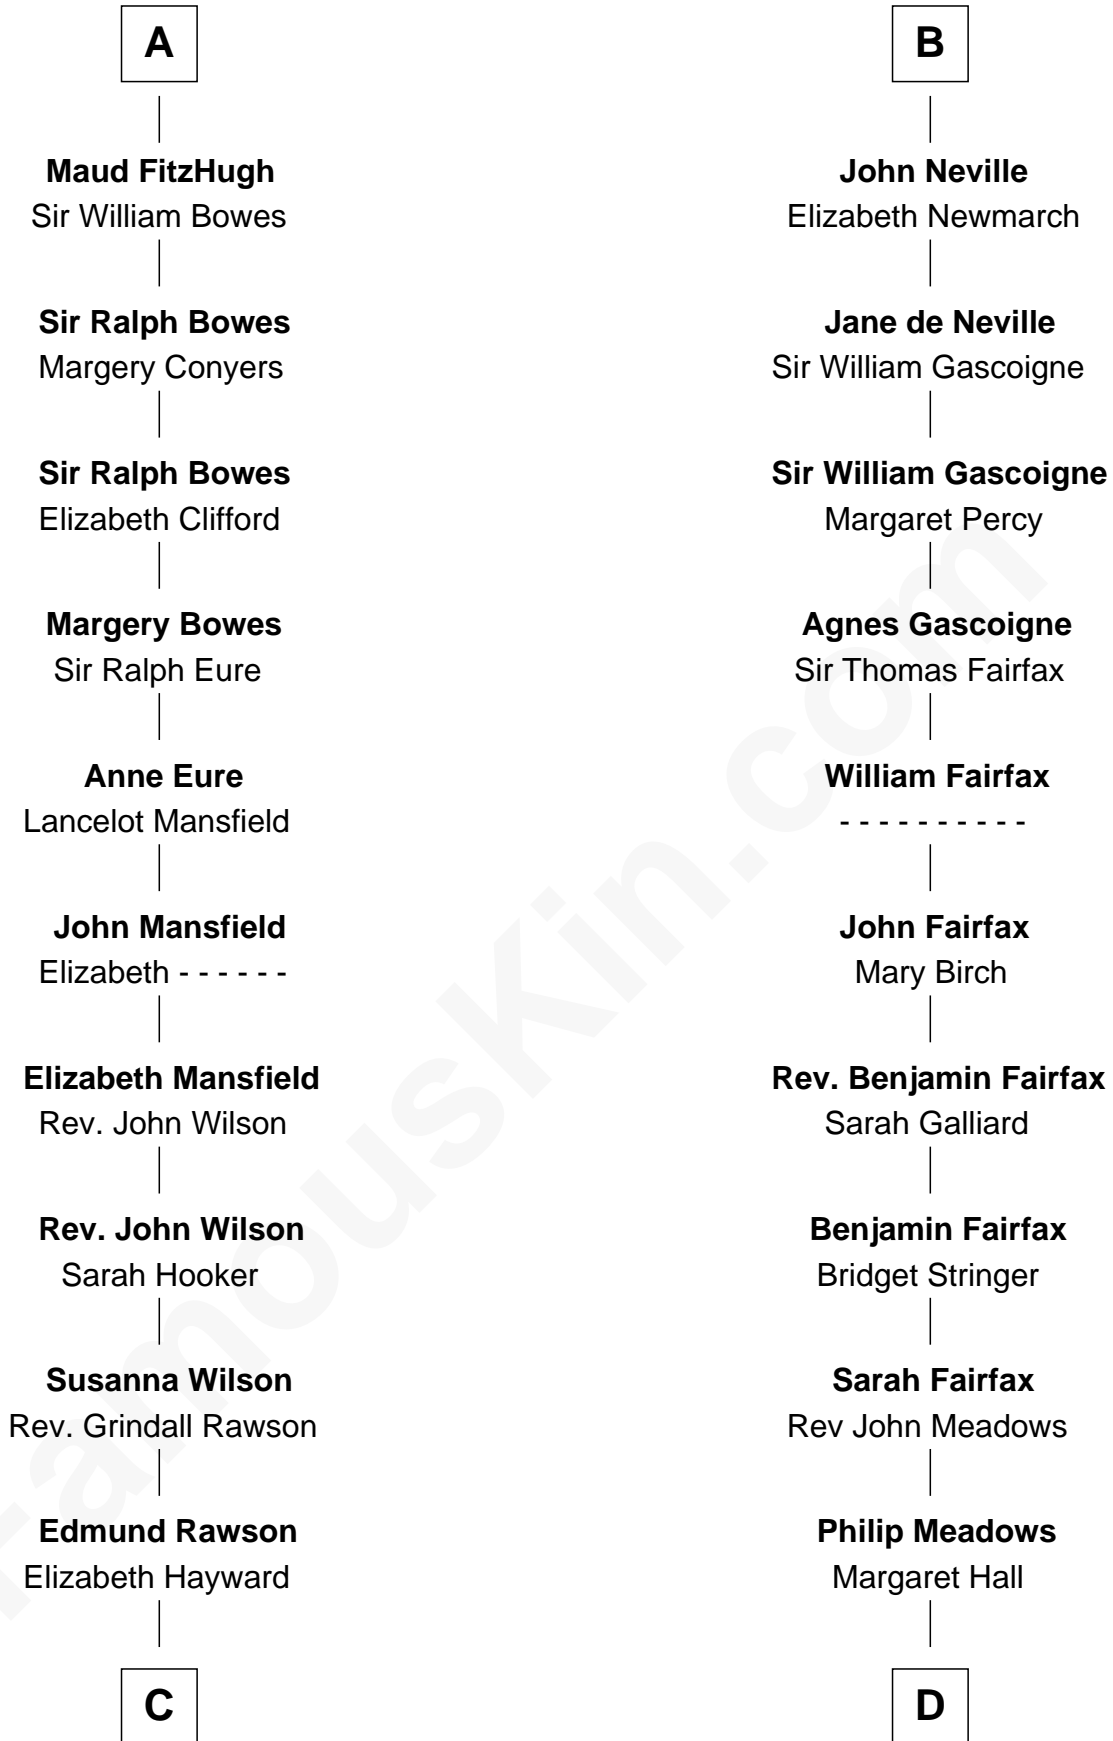 A
Maud FitzHugh
Sir William Bowes
Sir Ralph Bowes
Margery Conyers
Sir Ralph Bowes
Elizabeth Clifford
Margery Bowes
Sir Ralph Eure
Anne Eure
Lancelot Mansfield
John Mansfield
Elizabeth - - - - - -
Elizabeth Mansfield
Rev. John Wilson
Rev. John Wilson
Sarah Hooker
Susanna Wilson
Rev. Grindall Rawson
Edmund Rawson
Elizabeth Hayward
C
B
John Neville
Elizabeth Newmarch
Jane de Neville
Sir William Gascoigne
Sir William Gascoigne
Margaret Percy
Agnes Gascoigne
Sir Thomas Fairfax
William Fairfax
- - - - - - - - - -
John Fairfax
Mary Birch
Rev. Benjamin Fairfax
Sarah Galliard
Benjamin Fairfax
Bridget Stringer
Sarah Fairfax
Rev John Meadows
Philip Meadows
Margaret Hall
D
FamousKin.com